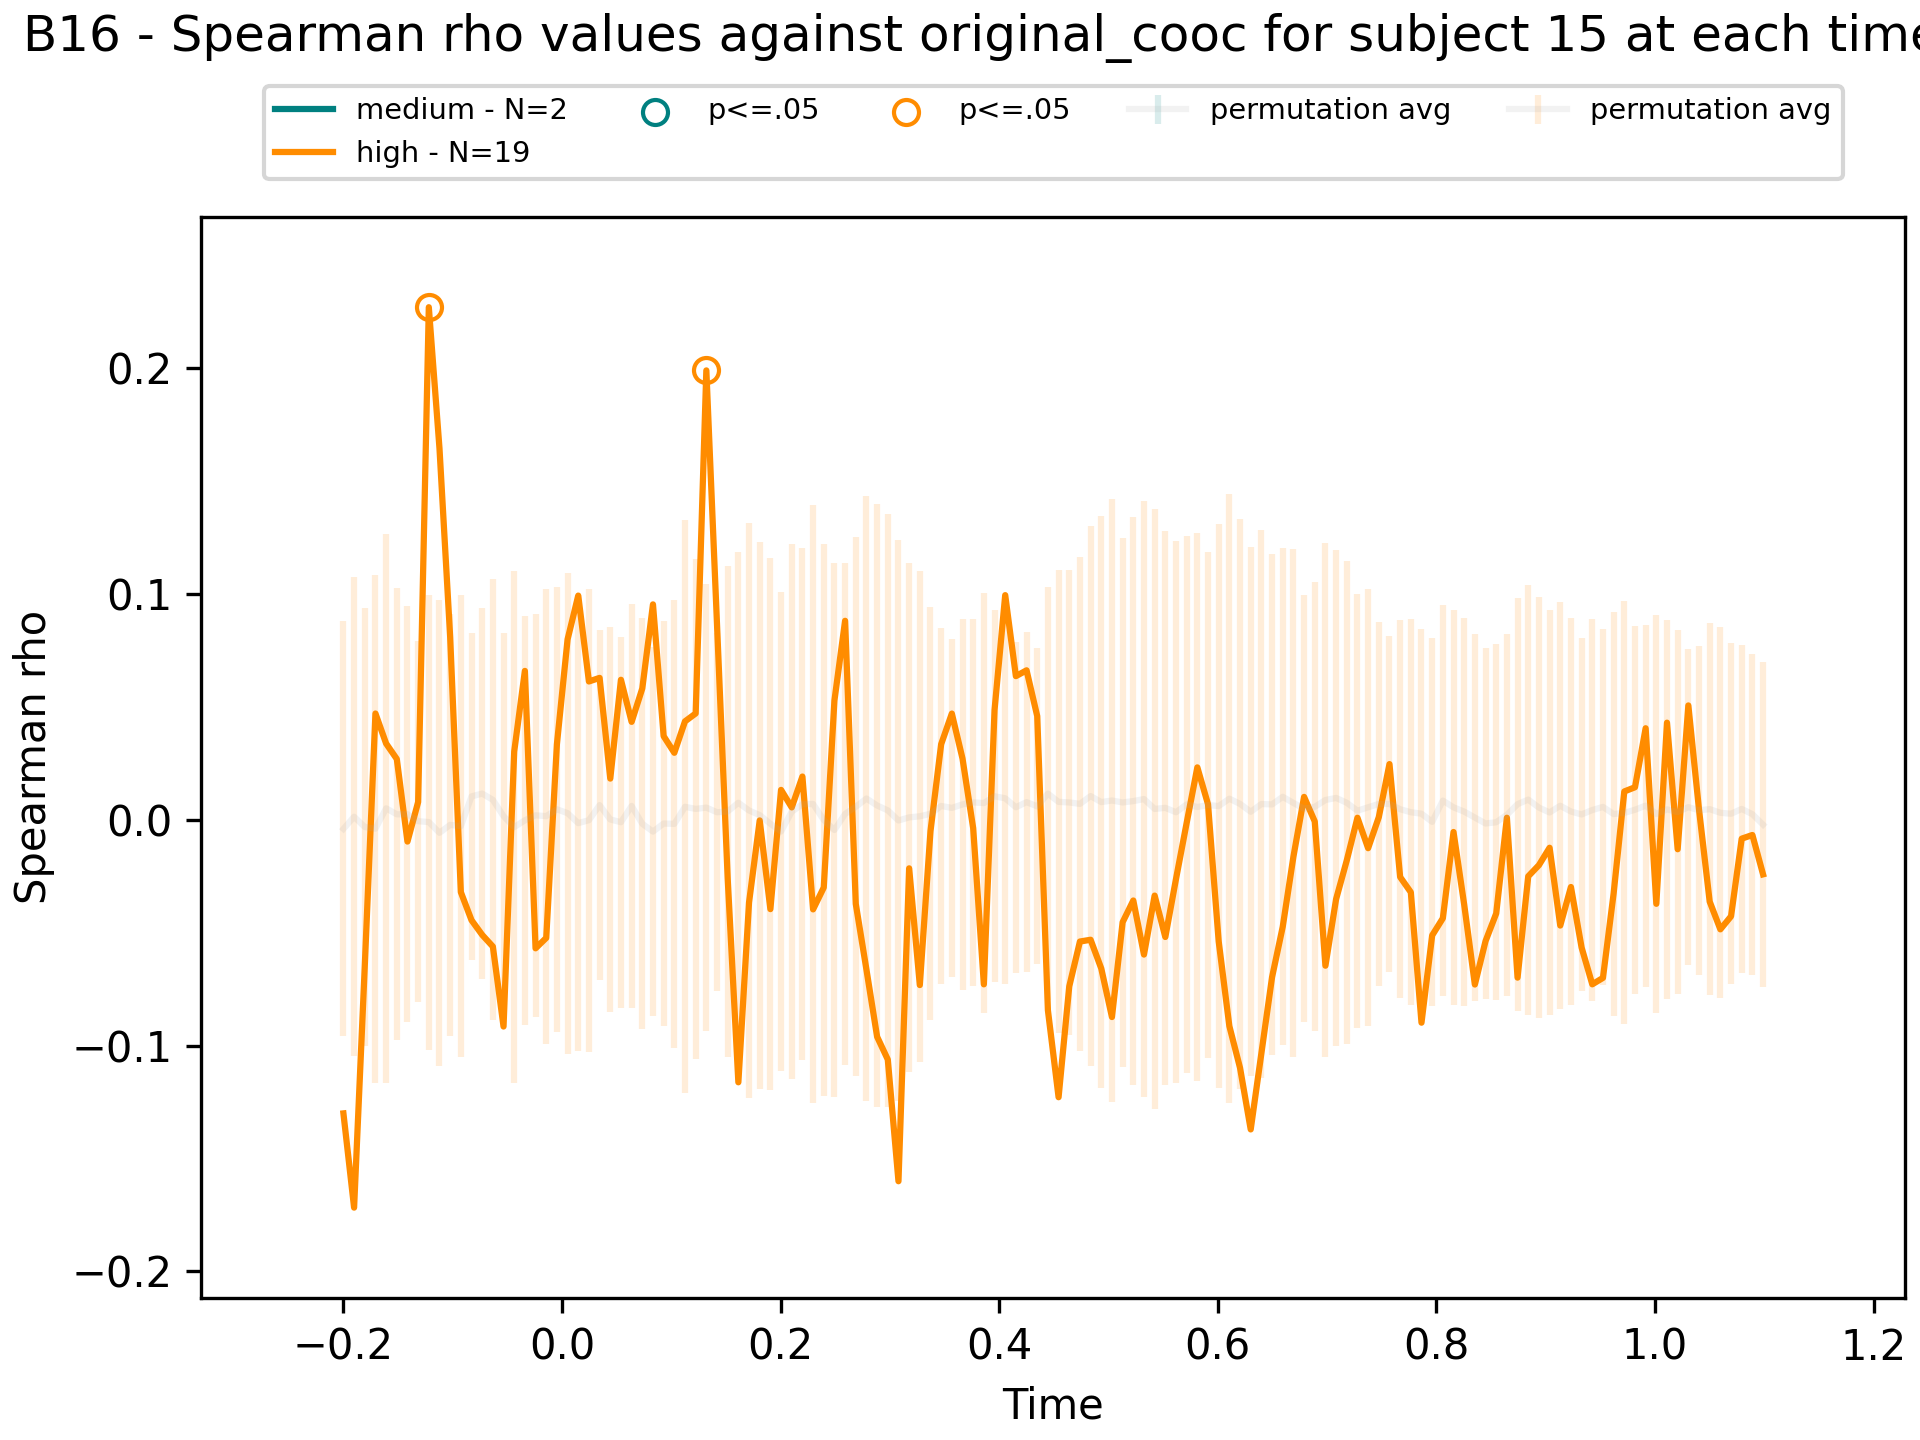 B16 - Spearman rho values against original_cooc for subject 15 at each time
medium - N=2
high - N=19
p<=.05
p<=.05
permutation avg
permutation avg
Spearman rho
0.2
0.1
0.0
−0.1
−0.2
−0.2 0.0 0.2 0.4 0.6 0.8 1.0 1.2
Time